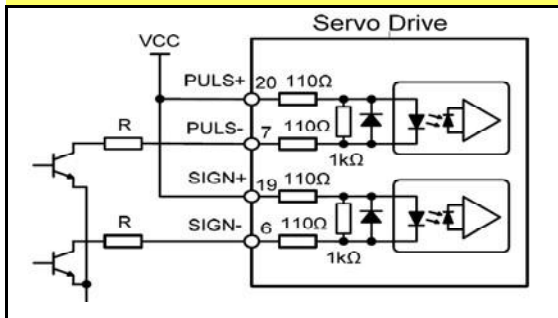 Servo Drive
VCC
PULS+ 20 110Ω
R PULS- 7 110Ω
1kΩ
SIGN+ 19 110Ω
R SIGN- 6 110Ω
1kΩ